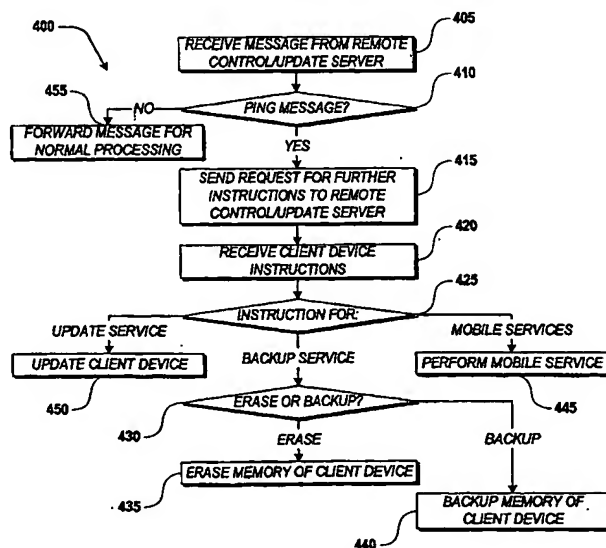 400
RECEIVE MESSAGE FROM REMOTE
CONTROL/UPDATE SERVER
405
PING MESSAGE?
410
NO
455
FORWARD MESSAGE FOR
NORMAL PROCESSING
YES
SEND REQUEST FOR FURTHER
INSTRUCTIONS TO REMOTE
CONTROL/UPDATE SERVER
415
RECEIVE CLIENT DEVICE
INSTRUCTIONS
420
INSTRUCTION FOR:
425
UPDATE SERVICE
UPDATE CLIENT DEVICE
450
BACKUP SERVICE
MOBILE SERVICES
PERFORM MOBILE SERVICE
445
ERASE OR BACKUP?
430
ERASE
ERASE MEMORY OF CLIENT DEVICE
435
BACKUP
BACKUP MEMORY OF
CLIENT DEVICE
440